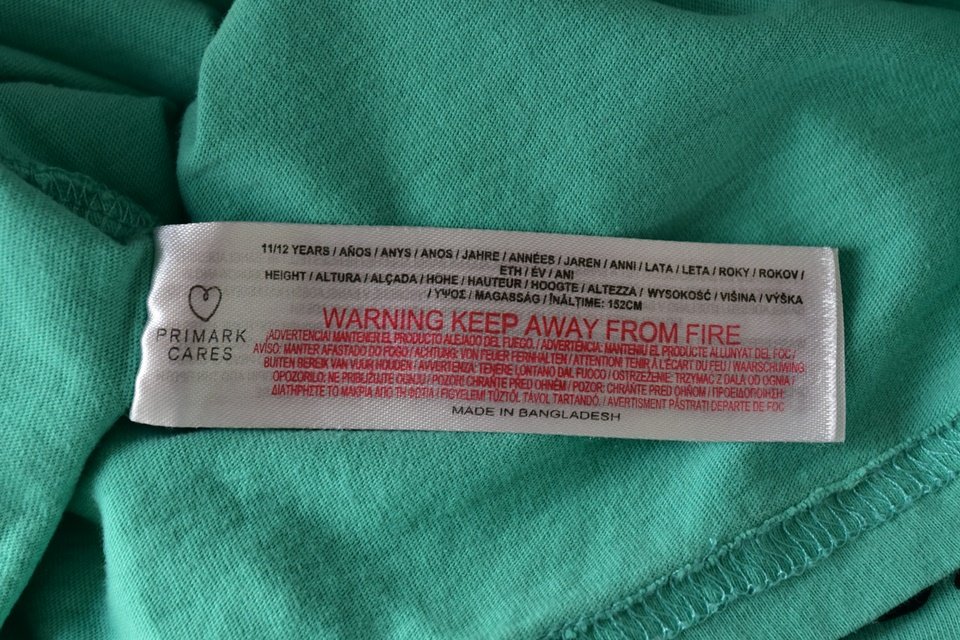 11/12 YEARS / AÑOS / ANYS / ANOS / JAHRE / ANNÉES / JAREN / ANNI / LATA / LETA / ROKY / ROKOV /
ETH / ÉV / ANI
HEIGHT / ALTURA / ALÇADA / HÖHE / HAUTEUR / HOOGTE / ALTEZZA / WYSOKOŚĆ / VIŠINA / VÝŠKA
/ ΥΨΟΣ / MAGASSÁG / ÎNĂLȚIME: 152CM
PRIMARK
CARES
WARNING KEEP AWAY FROM FIRE
¡ADVERTENCIA! MANTENER EL PRODUCTO ALEJADO DEL FUEGO. / ADVERTÈNCIA: MANTENIU EL PRODUCTE ALLUNYAT DEL FOC /
AVISO: MANTER AFASTADO DO FOGO / ACHTUNG: VON FEUER FERNHALTEN / ATTENTION TENIR À L'ÉCART DU FEU / WAARSCHUWING
BUITEN BEREIK VAN VUUR HOUDEN / AVVERTENZA: TENERE LONTANO DAL FUOCO / OSTRZEŻENIE: TRZYMAĆ Z DALA OD OGNIA /
OPOZORILO: NE PRIBLIŽUJTE OGNJU / POZOR! CHRAŇTE PŘED OHNĚM / POZOR: CHRÁŇTE PRED OHŇOM / ΠΡΟΕΙΔΟΠΟΙΗΣΗ:
ΔΙΑΤΗΡΗΣΤΕ ΤΟ ΜΑΚΡΙΑ ΑΠΟ ΤΗ ΦΩΤΙΑ / FIGYELEM! TŰZTŐL TÁVOL TARTANDÓ. / AVERTISMENT PĂSTRAȚI DEPARTE DE FOC
MADE IN BANGLADESH